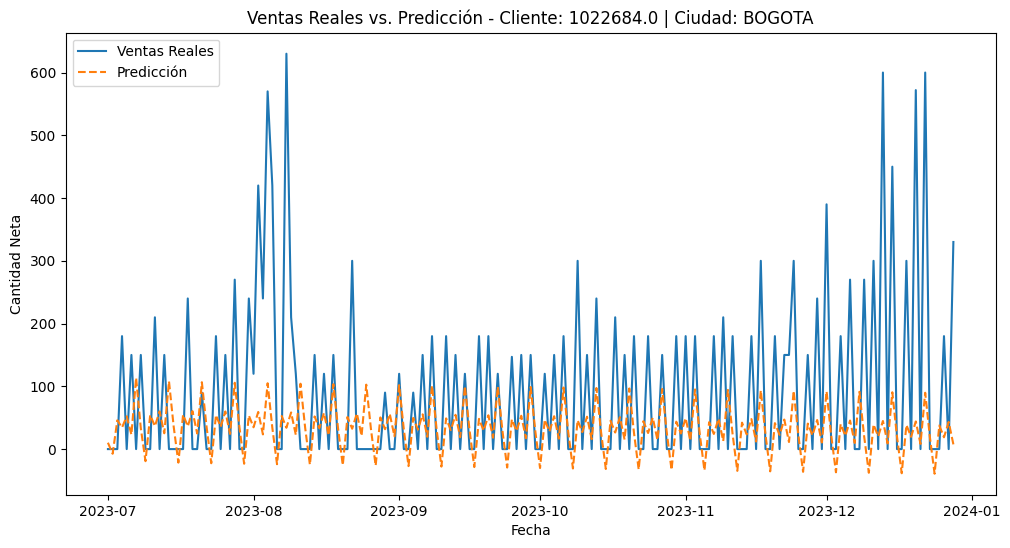 Ventas Reales vs. Predicción - Cliente: 1022684.0 | Ciudad: BOGOTA
Ventas Reales
Predicción
Cantidad Neta
600
500
400
300
200
100
0
2023-07
2023-08
2023-09
2023-10
2023-11
2023-12
2024-01
Fecha